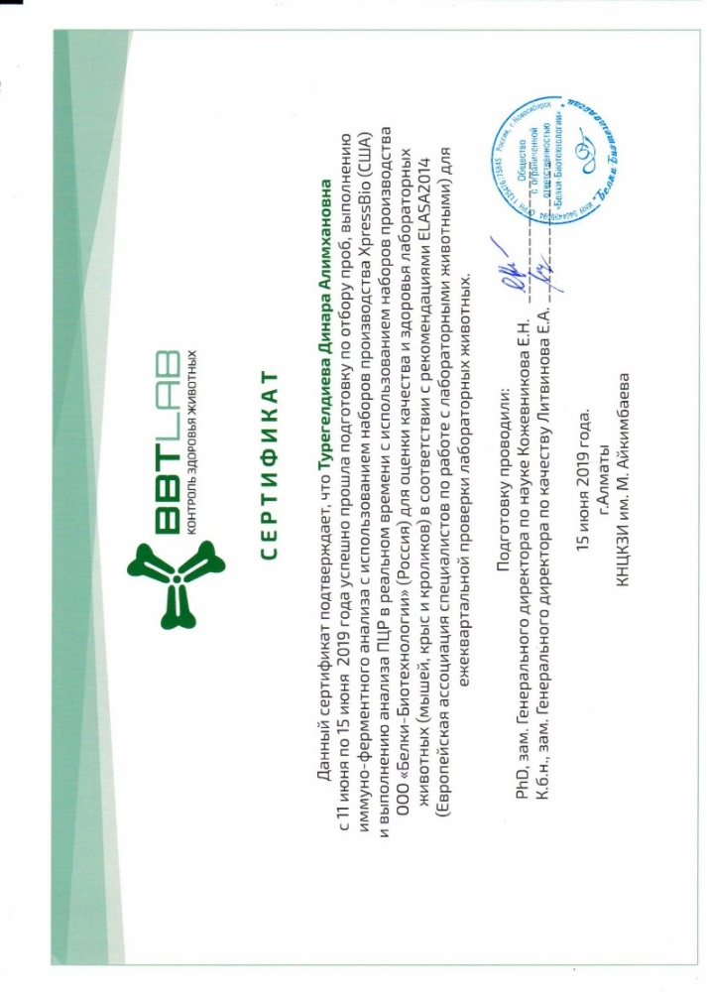 BBTLAB
КОНТРОЛЬ ЗДОРОВЬЯ ЖИВОТНЫХ
СЕРТИФИКАТ
Данный сертификат подтверждает, что Турегелдиева Динара Алимхановна
с 11 июня по 15 июня 2019 года успешно прошла подготовку по отбору проб, выполнению
иммуно-ферментного анализа с использованием наборов производства XpressBio (США)
и выполнению анализа ПЦР в реальном времени с использованием наборов производства
ООО «Белки-Биотехнологии» (Россия) для оценки качества и здоровья лабораторных
животных (мышей, крыс и кроликов) в соответствии с рекомендациями ELASA2014
(Европейская ассоциация специалистов по работе с лабораторными животными) для
ежеквартальной проверки лабораторных животных.
Подготовку проводили:
PhD, зам. Генерального директора по науке Кожевникова Е.Н.
К.б.н., зам. Генерального директора по качеству Литвинова Е.А.
Общество
с ограниченной
ответственностью
«Белки-Биотехнологии»
15 июня 2019 года.
г.Алматы
КНЦКЗИ им. М. Айкимбаева